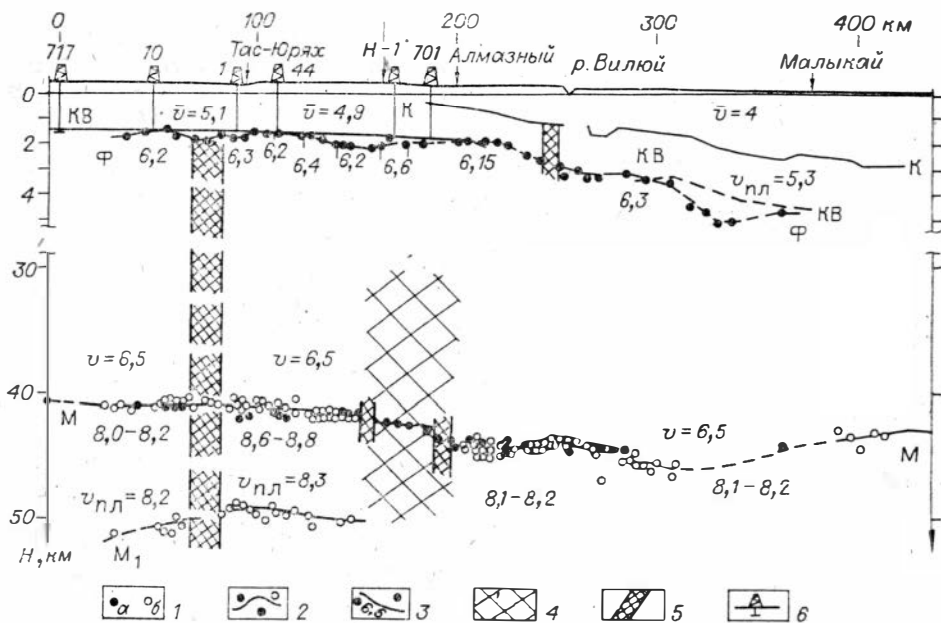 0 100 200 300 400 км
717 10 Тас-Юрях Н-1 701 Алмазный р. Вилюй Малыкай
1 44
0
КВ v̄=5,1 v̄=4,9 К v̄=4
2
Ф 6,2 6,3 6,2 6,4 6,2 6,6 6,15 КВ К
4 6,3 vпл=5,3
КВ
Ф
30
v=6,5 v=6,5
40
М 8,0-8,2 8,6-8,8 v=6,5 М
vпл=8,2 vпл=8,3 8,1-8,2 8,1-8,2
50
Н, км М1
а б 1 2 6,5 3 4 5 6